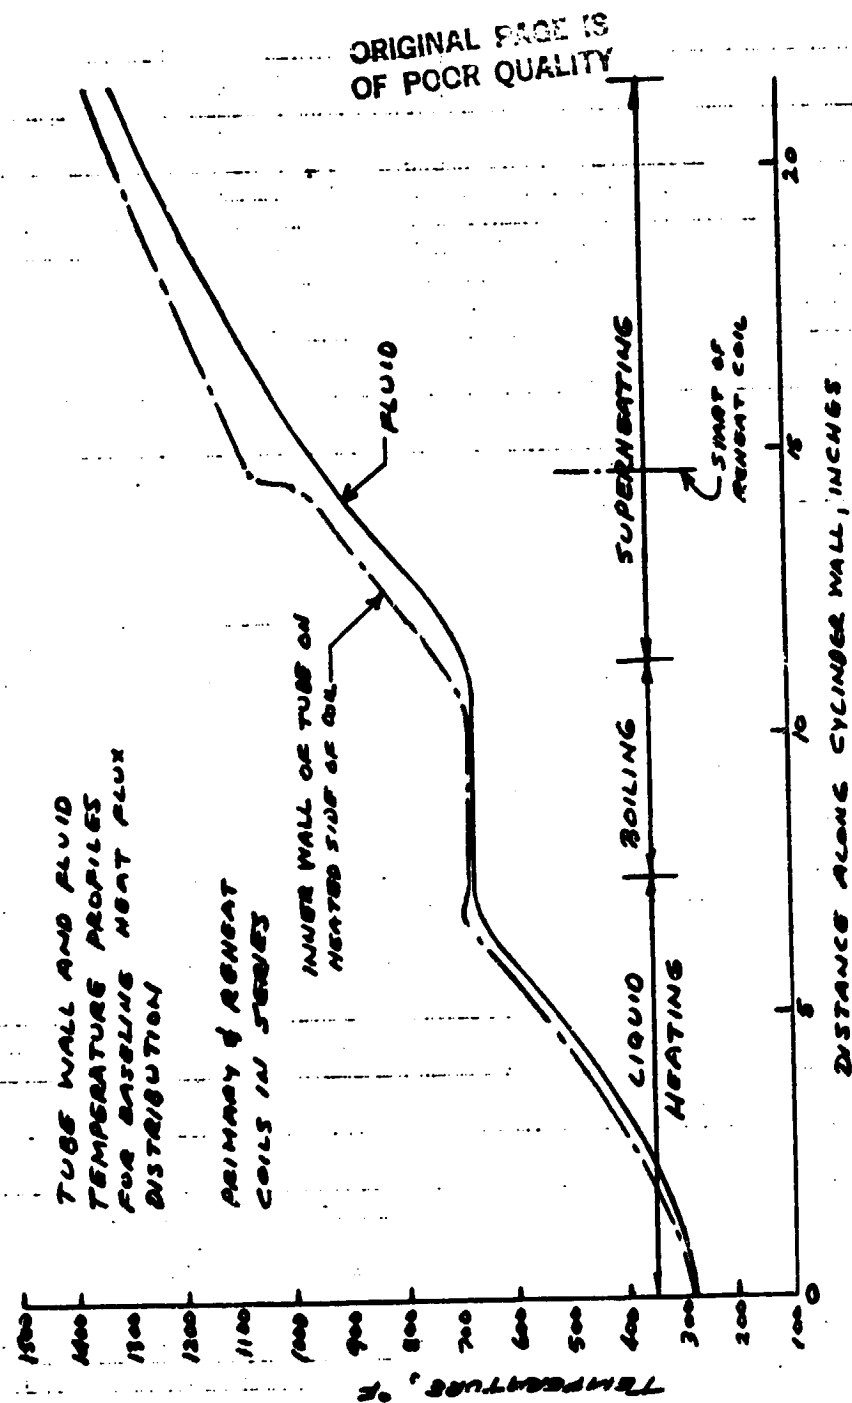 ORIGINAL PAGE IS
OF POOR QUALITY
TUBE WALL AND FLUID
TEMPERATURE PROFILES
FOR BASELINE HEAT FLUX
DISTRIBUTION
PRIMARY & REHEAT
COILS IN SERIES
INNER WALL OF TUBE ON
HEATED SIDE OF COIL
FLUID
LIQUID
HEATING
BOILING
SUPERHEATING
START OF
REHEAT COIL
TEMPERATURE, °F
1500
1400
1300
1200
1100
1000
900
800
700
600
500
400
300
200
100
0
5
10
15
20
DISTANCE ALONG CYLINDER WALL, INCHES